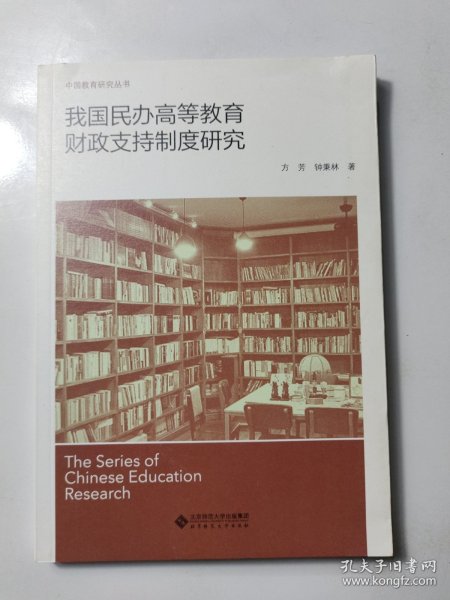 中国教育研究丛书
我国民办高等教育
财政支持制度研究
方 芳 钟秉林 著
The Series of
Chinese Education
Research
北京师范大学出版集团
北京师范大学出版社
孔夫子旧书网
www.kongfz.com